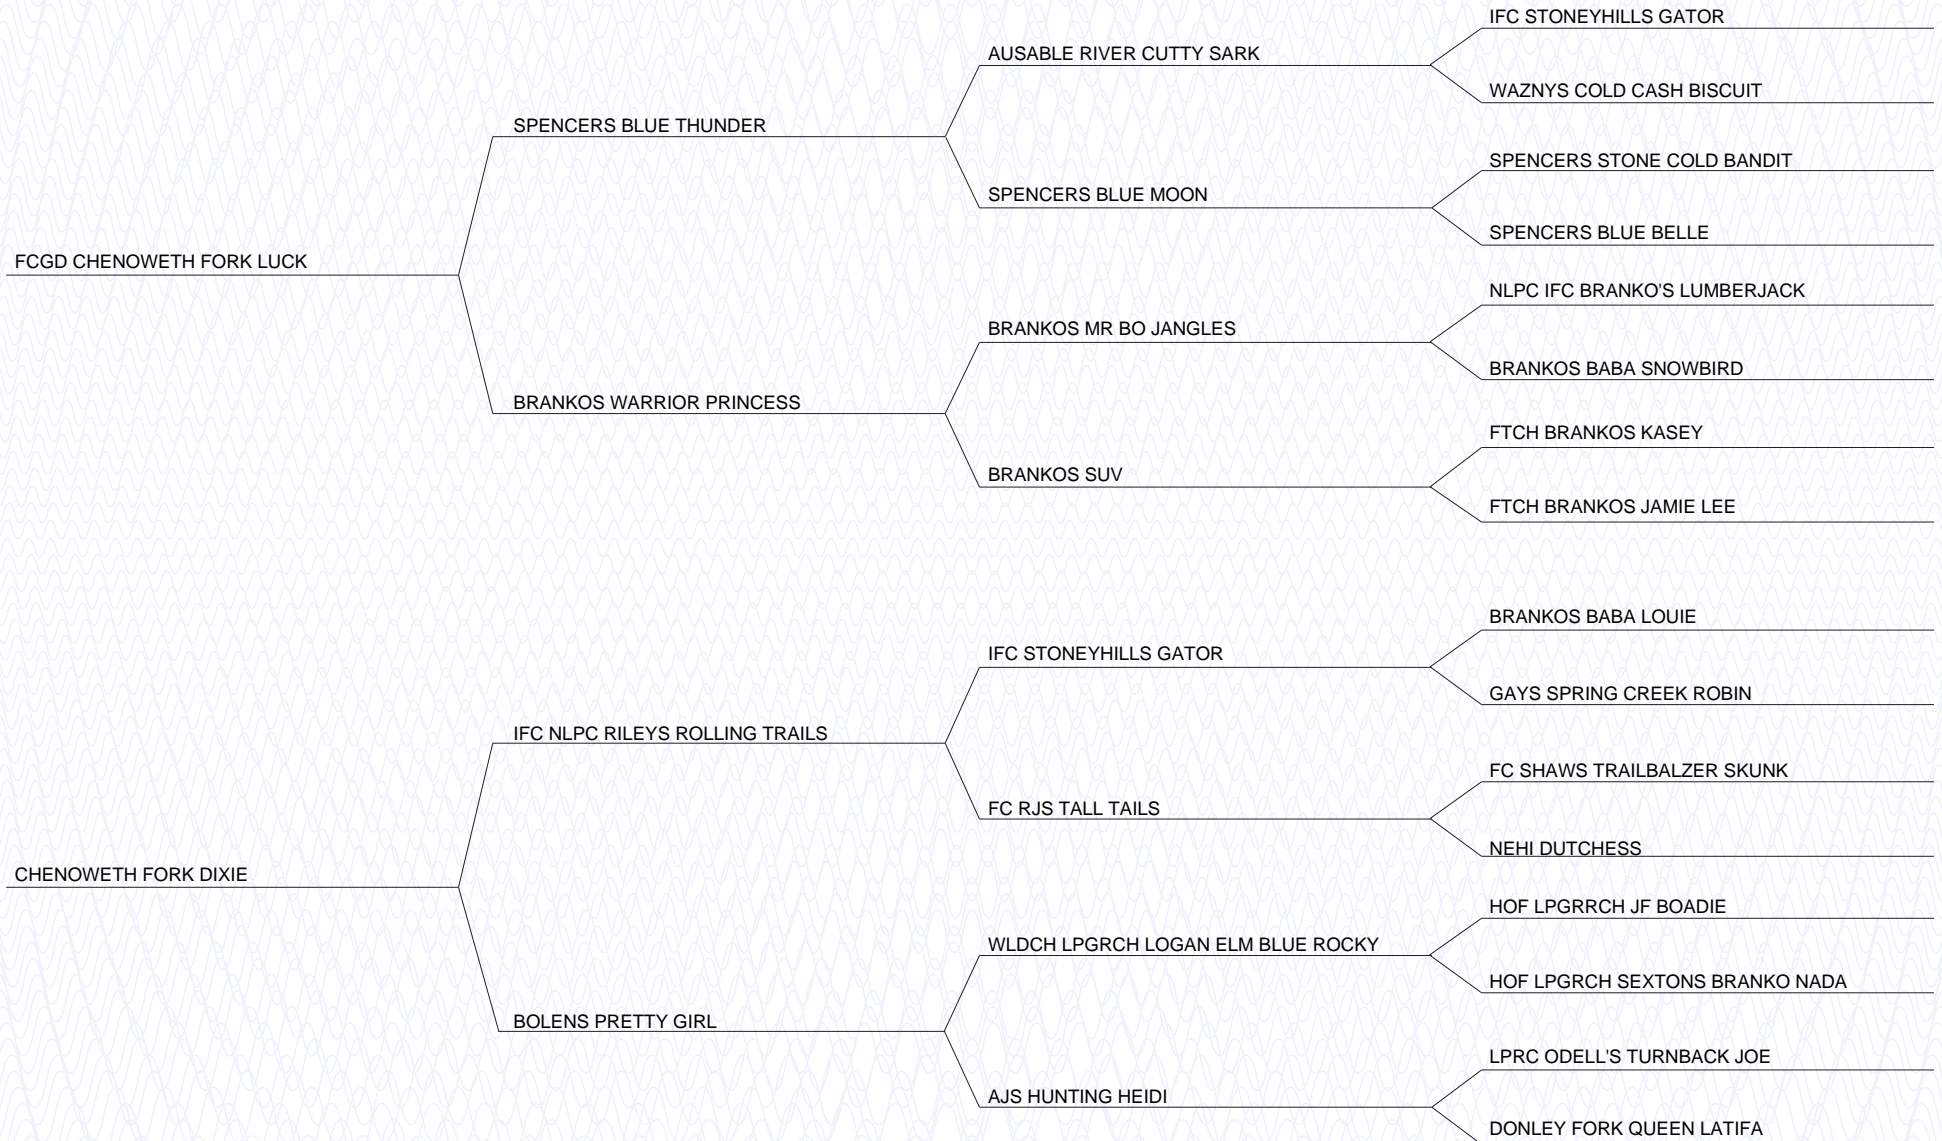 IFC STONEYHILLS GATOR
AUSABLE RIVER CUTTY SARK
WAZNYS COLD CASH BISCUIT
SPENCERS BLUE THUNDER
SPENCERS STONE COLD BANDIT
SPENCERS BLUE MOON
SPENCERS BLUE BELLE
FCGD CHENOWETH FORK LUCK
NLPC IFC BRANKO'S LUMBERJACK
BRANKOS MR BO JANGLES
BRANKOS BABA SNOWBIRD
BRANKOS WARRIOR PRINCESS
FTCH BRANKOS KASEY
BRANKOS SUV
FTCH BRANKOS JAMIE LEE
BRANKOS BABA LOUIE
IFC STONEYHILLS GATOR
GAYS SPRING CREEK ROBIN
IFC NLPC RILEYS ROLLING TRAILS
FC SHAWS TRAILBALZER SKUNK
FC RJS TALL TAILS
NEHI DUTCHESS
CHENOWETH FORK DIXIE
HOF LPGRRCH JF BOADIE
WLDCH LPGRCH LOGAN ELM BLUE ROCKY
HOF LPGRCH SEXTONS BRANKO NADA
BOLENS PRETTY GIRL
LPRC ODELL'S TURNBACK JOE
AJS HUNTING HEIDI
DONLEY FORK QUEEN LATIFA